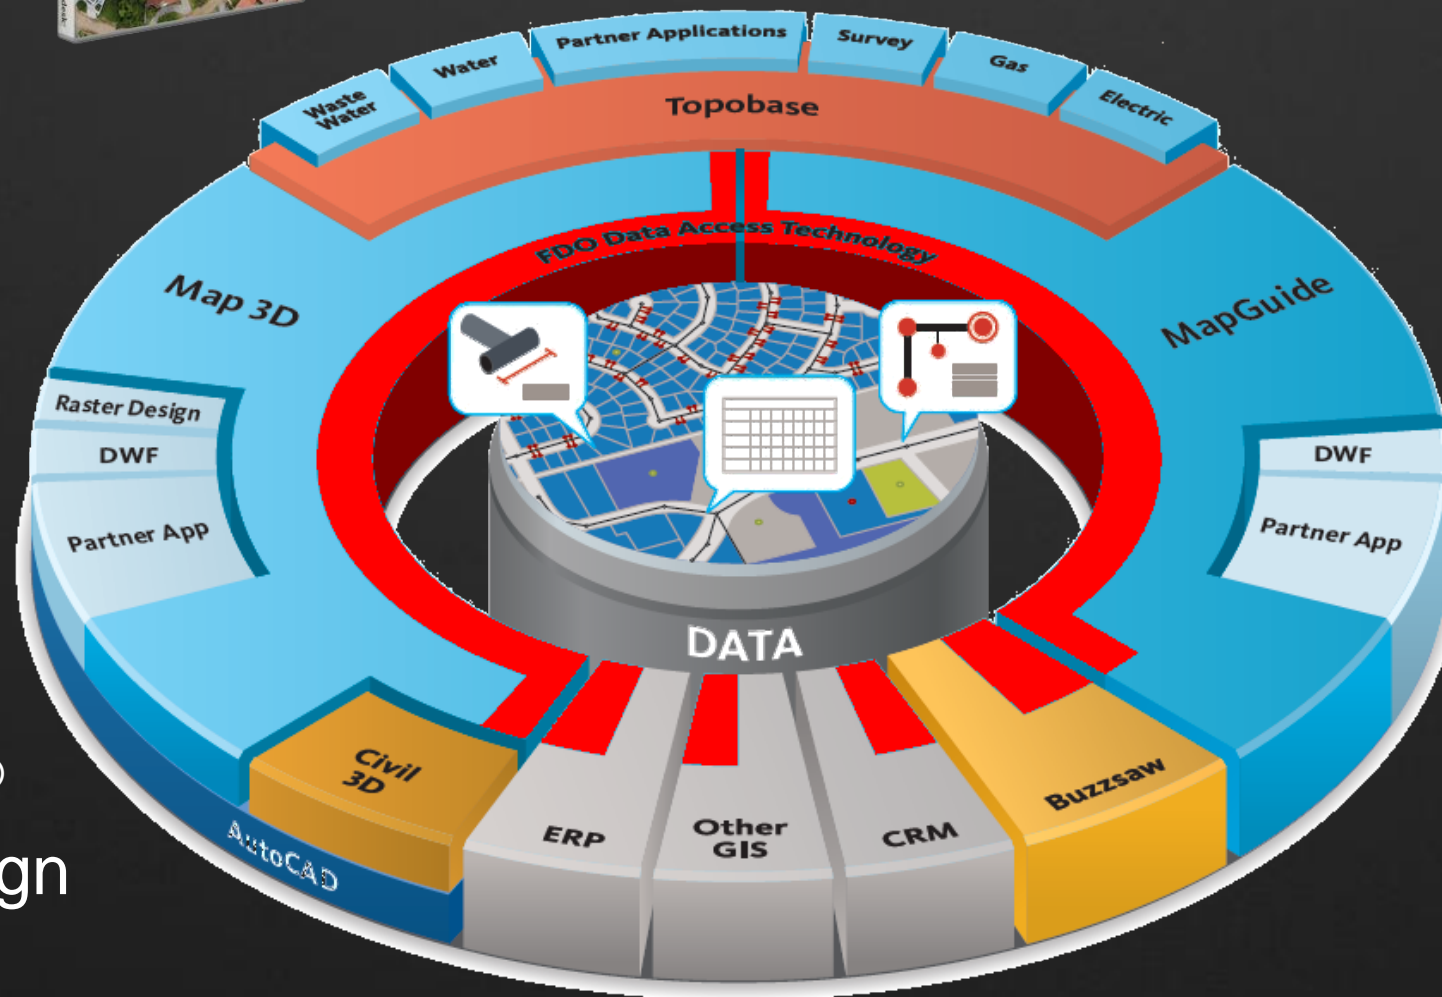 Partner Applications
Survey
Water
Gas
Waste
Water
Electric
Topobase
FDO Data Access Technology
Map 3D
MapGuide
Raster Design
DWF
Partner App
DWF
Partner App
DATA
Civil
3D
Buzzsaw
ERP
Other
GIS
CRM
AutoCAD
®
gn